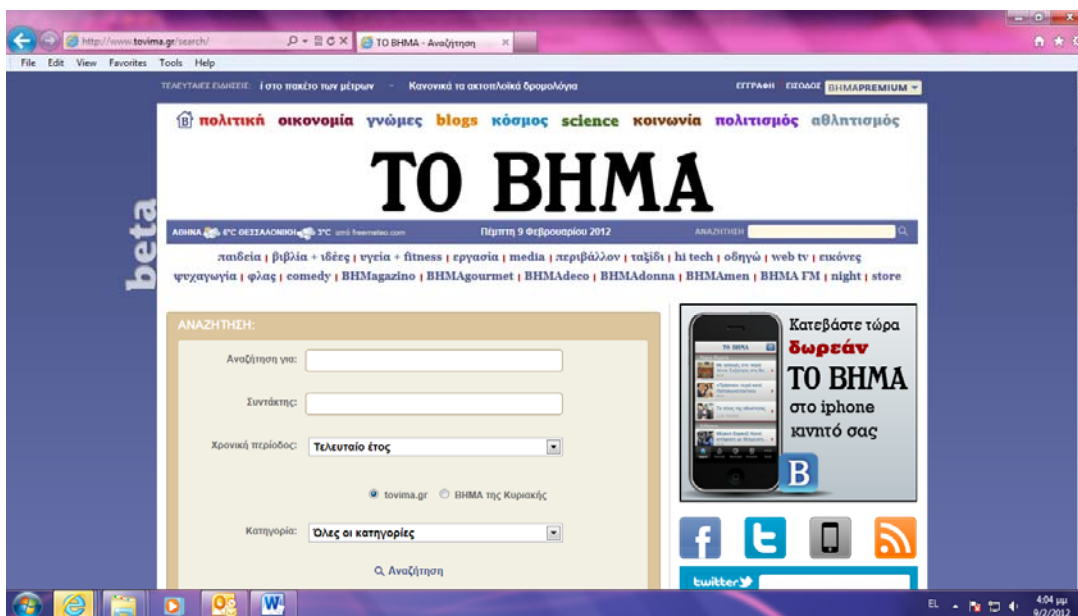 http://www.tovima.gr/search/
ΤΟ ΒΗΜΑ - Αναζήτηση
File Edit View Favorites Tools Help
ΤΕΛΕΥΤΑΙΕΣ ΕΙΔΗΣΕΙΣ: ί στο πακέτο των μέτρων - Κανονικά τα ακτοπλοϊκά δρομολόγια
ΕΓΓΡΑΦΗ ΕΙΣΟΔΟΣ ΒΗΜΑPREMIUM
πολιτική οικονομία γνώμες blogs κόσμος science κοινωνία πολιτισμός αθλητισμός
ΤΟ ΒΗΜΑ
beta
ΑΘΗΝΑ 6°C ΘΕΣΣΑΛΟΝΙΚΗ 3°C από freemeteo.com
Πέμπτη 9 Φεβρουαρίου 2012
ΑΝΑΖΗΤΗΣΗ
παιδεία | βιβλία + ιδέες | υγεία + fitness | εργασία | media | περιβάλλον | ταξίδι | hi tech | οδηγώ | web tv | εικόνες
ψυχαγωγία | φλας | comedy | BHMagazino | BHMAgourmet | BHMAdeco | BHMAdonna | BHMAmen | BHMA FM | night | store
ΑΝΑΖΗΤΗΣΗ:
Αναζήτηση για:
Συντάκτης:
Χρονική περίοδος: Τελευταίο έτος
tovima.gr ΒΗΜΑ της Κυριακής
Κατηγορία: Όλες οι κατηγορίες
Αναζήτηση
ΤΟ ΒΗΜΑ
Κατεβάστε τώρα
δωρεάν
ΤΟ ΒΗΜΑ
στο iphone
κινητό σας
B
twitter
EL
4:04 μμ
9/2/2012